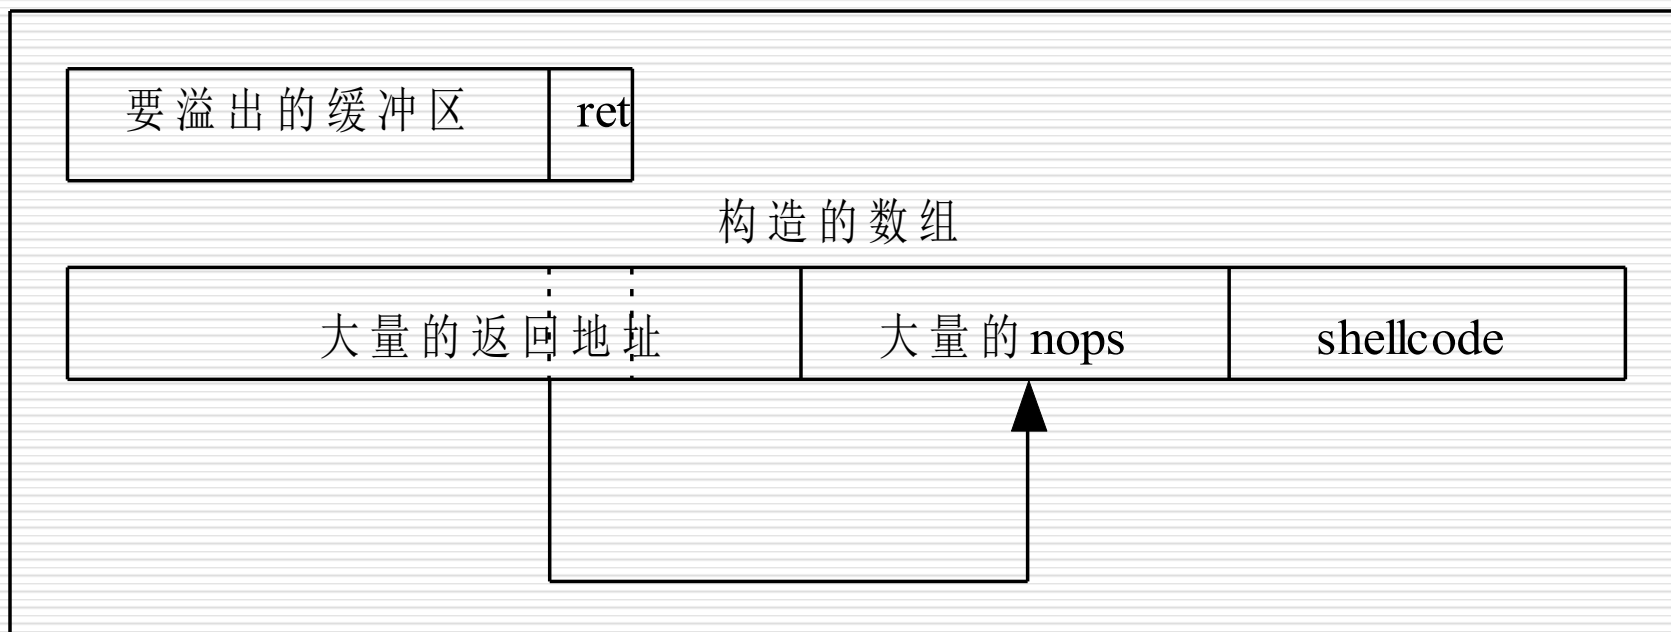 要溢出的缓冲区 ret
构造的数组
大量的返回地址 大量的nops shellcode